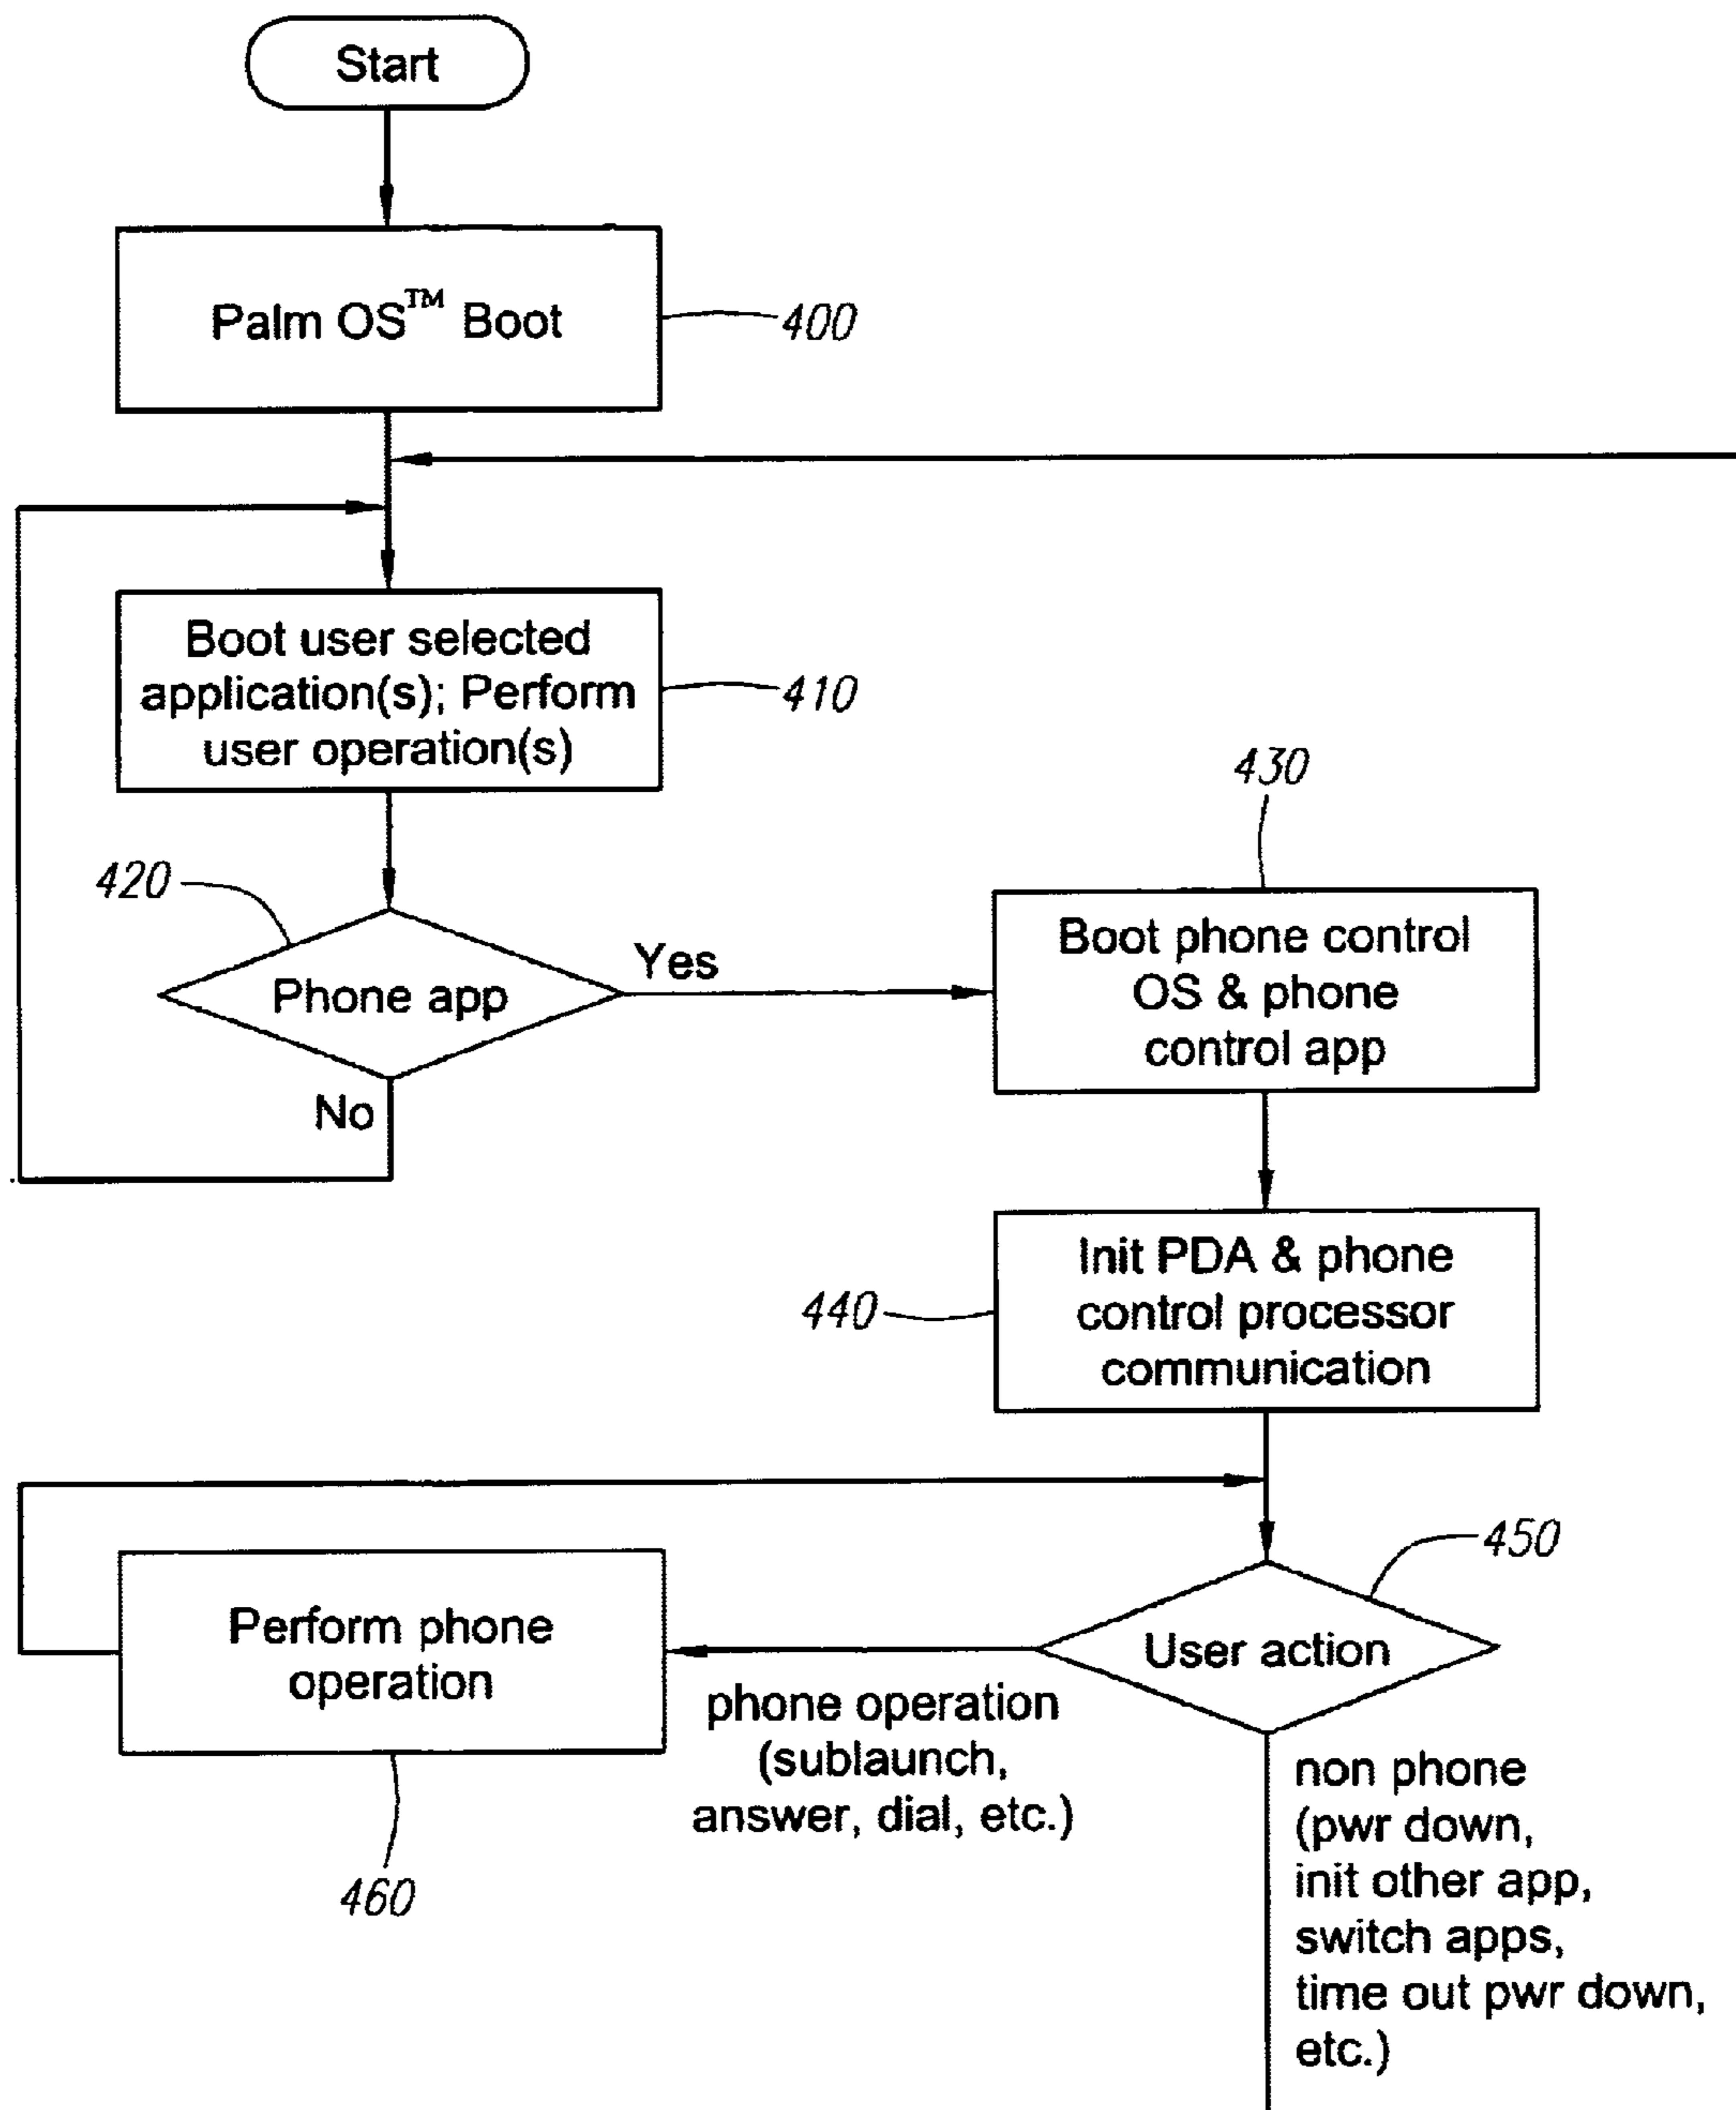 Start
Palm OS™ Boot
400
Boot user selected
application(s); Perform
user operation(s)
410
420
Phone app
Yes
No
430
Boot phone control
OS & phone
control app
Init PDA & phone
control processor
communication
440
450
User action
Perform phone
operation
460
phone operation
(sublaunch,
answer, dial, etc.)
non phone
(pwr down,
init other app,
switch apps,
time out pwr down,
etc.)